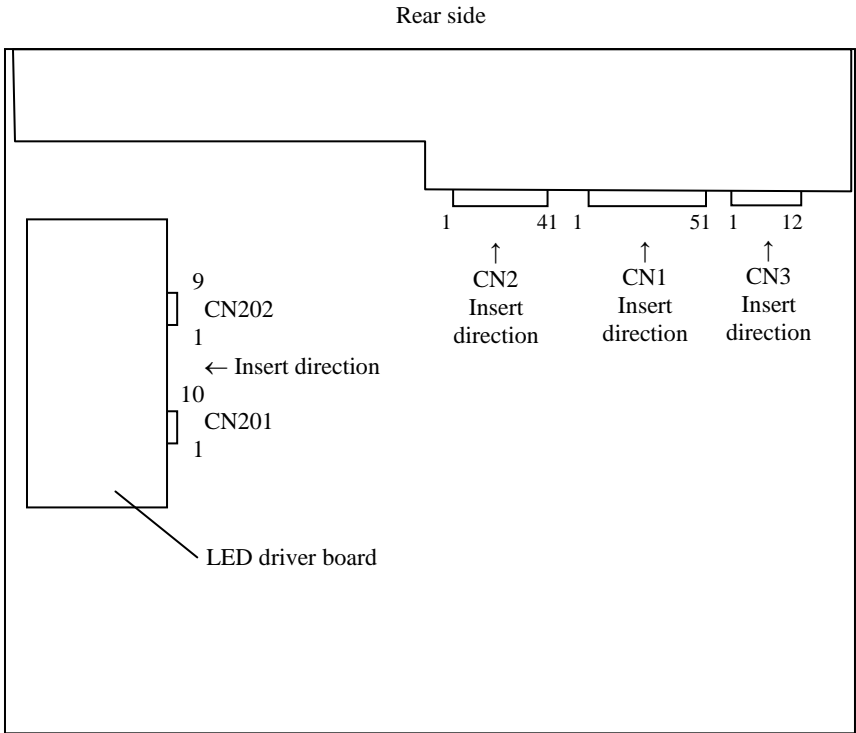 Rear side
1 41 1 51 1 12
↑ ↑ ↑
CN2 CN1 CN3
Insert Insert Insert
direction direction direction
9
CN202
1
← Insert direction
10
CN201
1
LED driver board